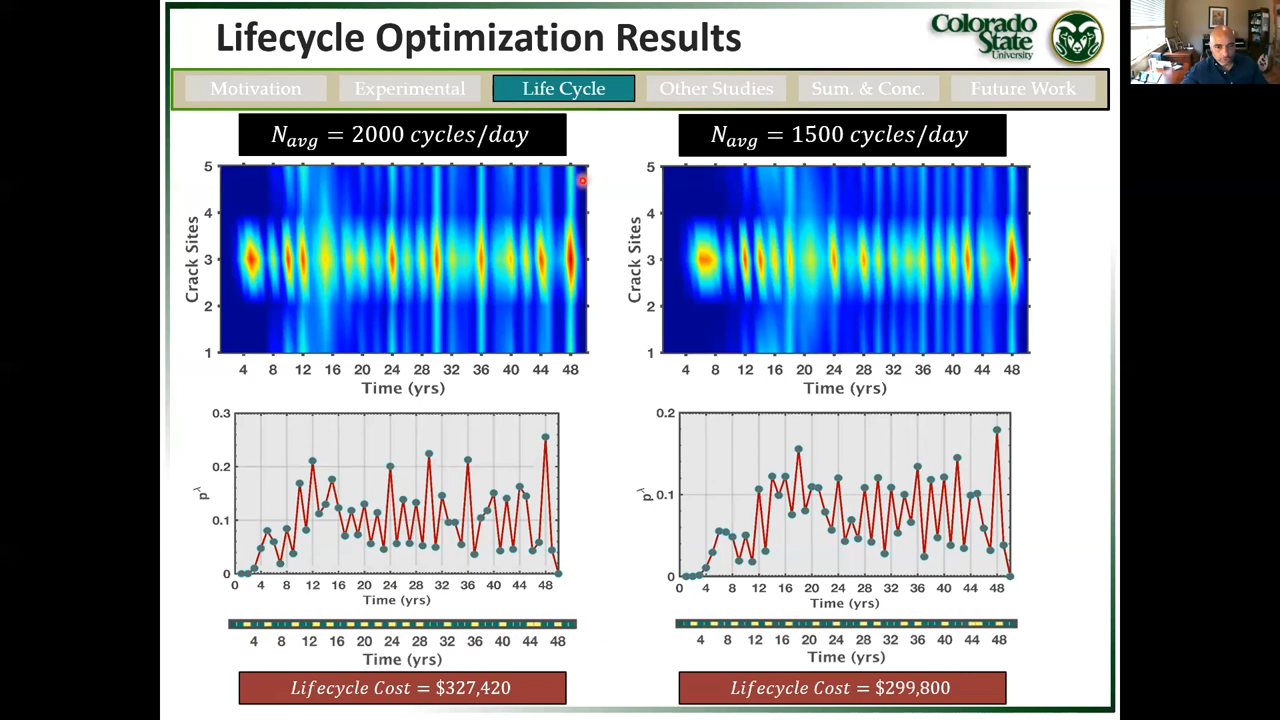 Lifecycle Optimization Results
Colorado
State
University
Motivation
Experimental
Life Cycle
Other Studies
Sum. & Conc.
Future Work
N_avg = 2000 cycles/day
5
4
3
2
1
Crack Sites
4 8 12 16 20 24 28 32 36 40 44 48
Time (yrs)
0.3
0.2
0.1
0
p^λ
0 4 8 12 16 20 24 28 32 36 40 44 48
Time (yrs)
4 8 12 16 20 24 28 32 36 40 44 48
Time (yrs)
Lifecycle Cost = $327,420
N_avg = 1500 cycles/day
5
4
3
2
1
Crack Sites
4 8 12 16 20 24 28 32 36 40 44 48
Time (yrs)
0.2
0.1
0
p^λ
0 4 8 12 16 20 24 28 32 36 40 44 48
Time (yrs)
4 8 12 16 20 24 28 32 36 40 44 48
Time (yrs)
Lifecycle Cost = $299,800